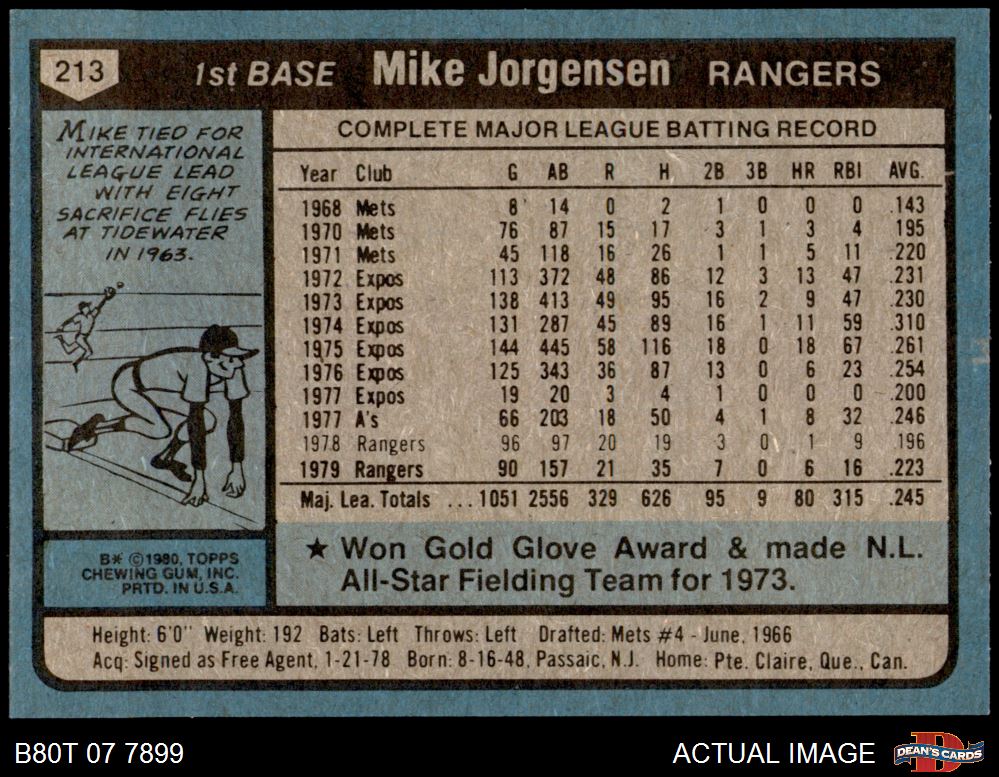 213 1st BASE Mike Jorgensen RANGERS
MIKE TIED FOR
INTERNATIONAL
LEAGUE LEAD
WITH EIGHT
SACRIFICE FLIES
AT TIDEWATER
IN 1963.
COMPLETE MAJOR LEAGUE BATTING RECORD
Year Club G AB R H 2B 3B HR RBI AVG.
1968 Mets 8 14 0 2 1 0 0 0 .143
1970 Mets 76 87 15 17 3 1 3 4 .195
1971 Mets 45 118 16 26 1 1 5 11 .220
1972 Expos 113 372 48 86 12 3 13 47 .231
1973 Expos 138 413 49 95 16 2 9 47 .230
1974 Expos 131 287 45 89 16 1 11 59 .310
1975 Expos 144 445 58 116 18 0 18 67 .261
1976 Expos 125 343 36 87 13 0 6 23 .254
1977 Expos 19 20 3 4 1 0 0 0 .200
1977 A's 66 203 18 50 4 1 8 32 .246
1978 Rangers 96 97 20 19 3 0 1 9 .196
1979 Rangers 90 157 21 35 7 0 6 16 .223
Maj. Lea. Totals ... 1051 2556 329 626 95 9 80 315 .245
B* ©1980, TOPPS
CHEWING GUM, INC.
PRTD. IN U.S.A.
★ Won Gold Glove Award & made N.L.
All-Star Fielding Team for 1973.
Height: 6'0" Weight: 192 Bats: Left Throws: Left Drafted: Mets #4 - June, 1966
Acq: Signed as Free Agent, 1-21-78 Born: 8-16-48, Passaic, N.J. Home: Pte. Claire, Que., Can.
B80T 07 7899
ACTUAL IMAGE
DEAN'S CARDS